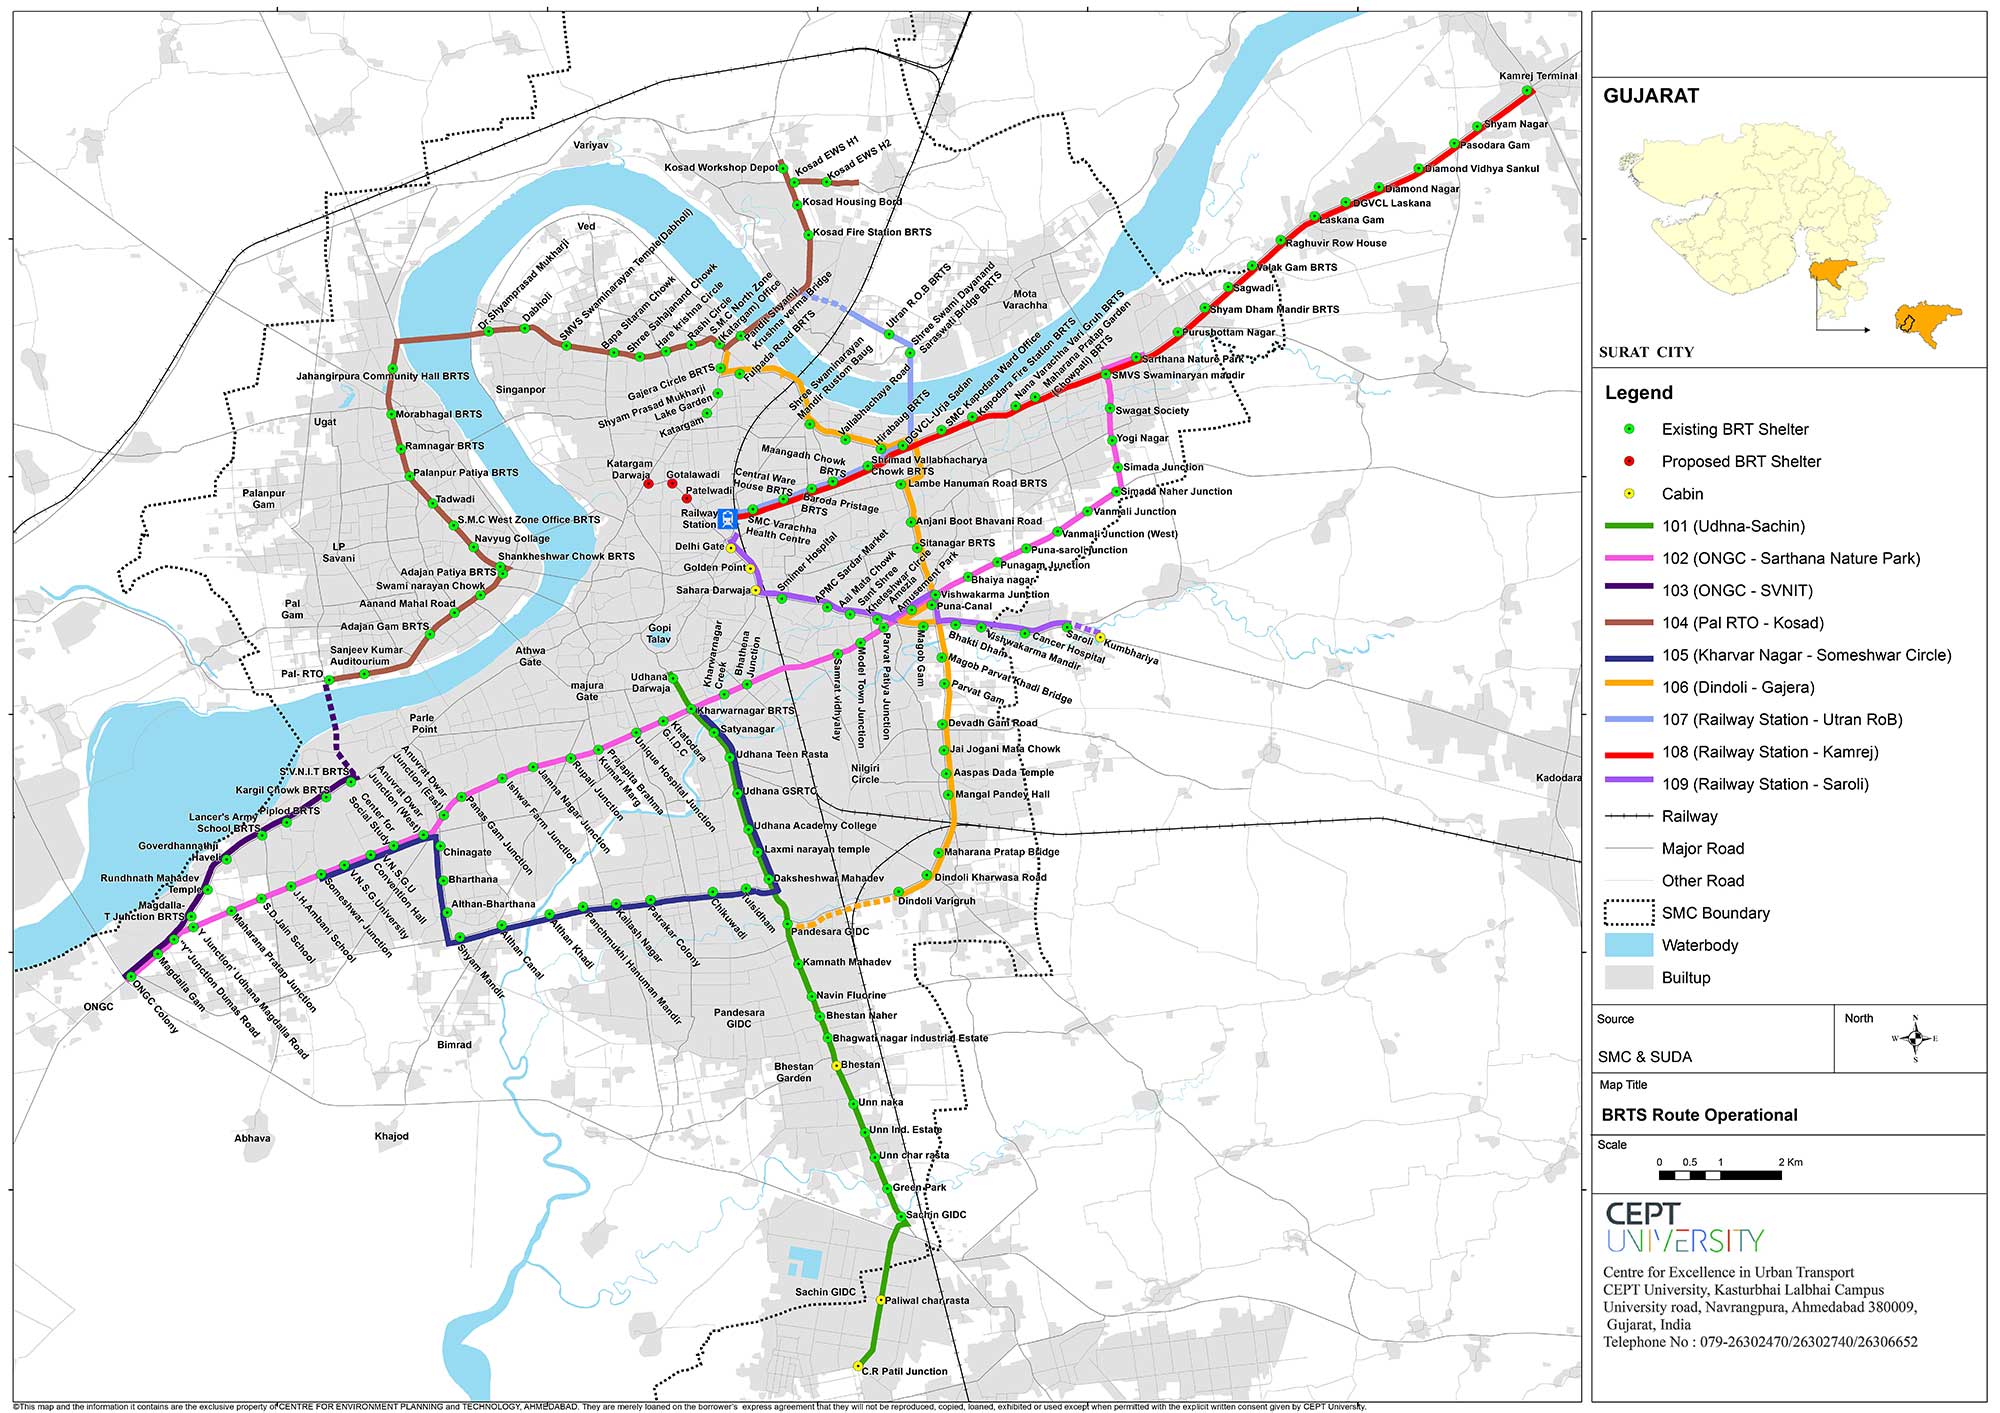 Kamrej Terminal
Shyam Nagar
Pasodara Gam
Diamond Vidhya Sankul
Diamond Nagar
DGVCL Laskana
Laskana Gam
Raghuvir Row House
Valak Gam BRTS
Sagwadi
Shyam Dham Mandir BRTS
Purushottam Nagar
Sarthana Nature Park
SMVS Swaminaryan mandir
Swagat Society
Yogi Nagar
Simada Junction
Simada Naher Junction
Vanmali Junction
Vanmali Junction (West)
Puna-saroli junction
Punagam Junction
Bhaiya nagar
Vishwakarma Junction
Puna-Canal
Variyav
Kosad Workshop Depot
Kosad EWS H1
Kosad EWS H2
Kosad Housing Bord
Kosad Fire Station BRTS
Ved
Dr.Shyamprasad Mukharji
Dabholi
SMVS Swaminarayan Temple(Dabholi)
Bapa Sitaram Chowk
Shree Sahajanand Chowk
Hare krishna Circle
Rashi Circle
S.M.C North Zone
(Katargam) Office
Pandit Shyamji
Krushna verma Bridge
Fulpada Road BRTS
Utran R.O.B BRTS
Shree Swami Dayanand
Saraswati Bridge BRTS
Mota
Varachha
Gajera Circle BRTS
Shyam Prasad Mukharji
Lake Garden
Katargam
Shree Swaminarayan
Mandir Rustom Baug
Vallabhachaya Road
Hirabaug BRTS
DGVCL-Urja Sadan
SMC Kapodara Ward Office
Kapodara Fire Station BRTS
Nana Varachha Vari Gruh BRTS
Maharana Pratap Garden
(Chowpati) BRTS
Jahangirpura Community Hall BRTS
Singanpor
Morabhagal BRTS
Ugat
Ramnagar BRTS
Palanpur Patiya BRTS
Palanpur
Gam
Tadwadi
S.M.C West Zone Office BRTS
Navyug Collage
LP
Savani
Shankheshwar Chowk BRTS
Adajan Patiya BRTS
Swami narayan Chowk
Aanand Mahal Road
Pal
Gam
Adajan Gam BRTS
Sanjeev Kumar
Auditourium
Pal- RTO
Katargam
Darwaja
Gotalawadi
Patelwadi
Railway
Station
Maangadh Chowk
BRTS
Central Ware
House BRTS
Shrimad Vallabhacharya
Chowk BRTS
Baroda Pristage
BRTS
SMC Varachha
Health Centre
Lambe Hanuman Road BRTS
Anjani Boot Bhavani Road
Sitanagar BRTS
Delhi Gate
Golden Point
Sahara Darwaja
Smimer Hospital
APMC Sardar Market
Aai Mata Chowk
Sant Shree
Kheteshwar Circle
Amezia
Amusement Park
Bhakti Dham
Vishwakarma Mandir
Cancer Hospital
Saroli
Kumbhariya
Magob Gam
Magob Parvat Khadi Bridge
Parvat Gam
Devadh Gam Road
Jai Jogani Mata Chowk
Aaspas Dada Temple
Mangal Pandey Hall
Maharana Pratap Bridge
Dindoli Kharwasa Road
Dindoli Varigruh
Parvat Patiya Junction
Model Town Junction
Samrat vidhyalay
Nilgiri
Circle
Kadodara
Gopi
Talav
Athwa
Gate
majura
Gate
Parle
Point
Udhana
Darwaja
Kharwarnagar
Creek
Bhathena
Junction
Kharwarnagar BRTS
Satyanagar
Udhana Teen Rasta
Udhana GSRTC
Udhana Academy College
Laxmi narayan temple
Daksheshwar Mahadev
Khatodara
G.I.D.C
Unique Hospital Junction
Prajapita Brahma
Kumari Marg
Rupali Junction
Jamna Nagar Junction
Ishwar Farm Junction
Panas Gam Junction
Anuvrat Dwar
Junction (East)
Anuvrat Dwar
Junction (West)
Center for
Social Study
V.N.S.G.U
Convention Hall
V.N.S.G.University
Someshwar Junction
J.H.Ambani School
S.D.Jain School
Maharana Pratap Junction
Y Junction' Udhana Magdalla Road
"Y" Junction Dumas Road
Magdalla Gam
ONGC Colony
ONGC
S.V.N.I.T BRTS
Kargil Chowk BRTS
Piplod BRTS
Lancer's Army
School BRTS
Goverdhannathji
Haveli
Rundhnath Mahadev
Temple
Magdalla-
T Junction BRTS
Chinagate
Bharthana
Althan-Bharthana
Shyam Mandir
Althan Canal
Althan Khadi
Panchmukhi Hanuman Mandir
Kailash Nagar
Patrakar Colony
Chikuwadi
Tulsidham
Pandesara GIDC
Kamnath Mahadev
Navin Fluorine
Bhestan Naher
Bhagwati nagar industrial Estate
Bhestan
Unn naka
Unn Ind. Estate
Unn char rasta
Green Park
Sachin GIDC
Paliwal char rasta
C.R Patil Junction
Pandesara
GIDC
Bhestan
Garden
Bimrad
Abhava
Khajod
Sachin GIDC
GUJARAT
SURAT CITY
Legend
Existing BRT Shelter
Proposed BRT Shelter
Cabin
101 (Udhna-Sachin)
102 (ONGC - Sarthana Nature Park)
103 (ONGC - SVNIT)
104 (Pal RTO - Kosad)
105 (Kharvar Nagar - Someshwar Circle)
106 (Dindoli - Gajera)
107 (Railway Station - Utran RoB)
108 (Railway Station - Kamrej)
109 (Railway Station - Saroli)
Railway
Major Road
Other Road
SMC Boundary
Waterbody
Builtup
Source
SMC & SUDA
North
N
W
E
S
Map Title
BRTS Route Operational
Scale
0 0.5 1 2 Km
CEPT
UNIVERSITY
Centre for Excellence in Urban Transport
CEPT University, Kasturbhai Lalbhai Campus
University road, Navrangpura, Ahmedabad 380009,
Gujarat, India
Telephone No : 079-26302470/26302740/26306652
©This map and the information it contains are the exclusive property of CENTRE FOR ENVIRONMENT PLANNING and TECHNOLOGY, AHMEDABAD. They are merely loaned on the borrower's express agreement that they will not be reproduced, copied, loaned, exhibited or used except when permitted with the explicit written consent given by CEPT University.